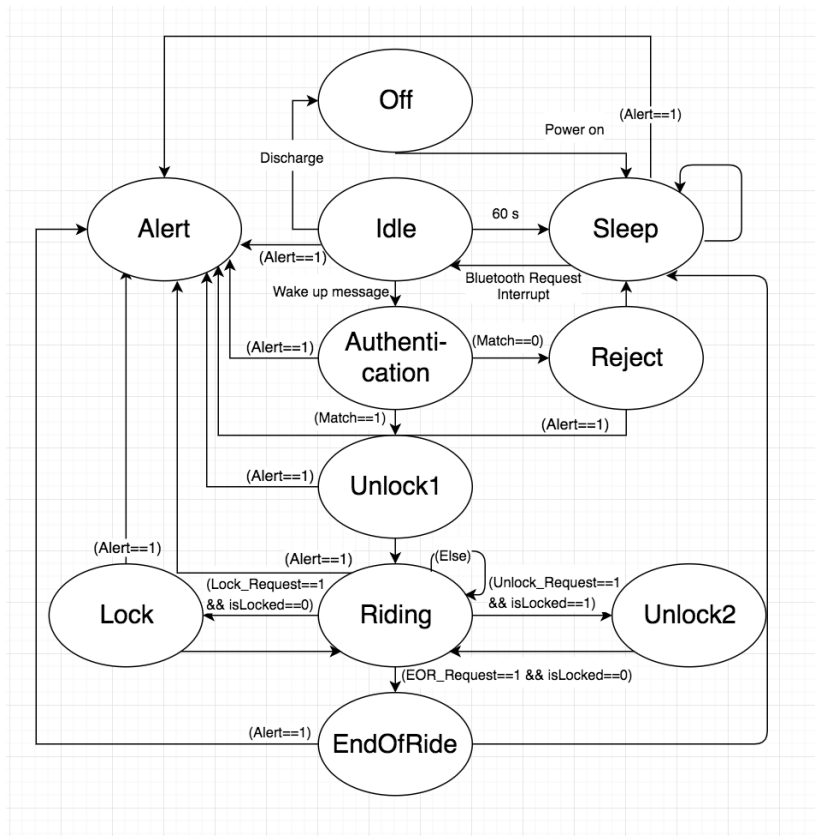 Off
(Alert==1)
Power on
Discharge
Alert
Idle
60 s
Sleep
(Alert==1)
Bluetooth Request
Interrupt
Wake up message
Authenti-
cation
(Alert==1)
(Match==0)
Reject
(Match==1)
(Alert==1)
Unlock1
(Alert==1)
(Alert==1)
(Alert==1)
(Else)
(Lock_Request==1
&& isLocked==0)
(Unlock_Request==1
&& isLocked==1)
Lock
Riding
Unlock2
(EOR_Request==1 && isLocked==0)
(Alert==1)
EndOfRide